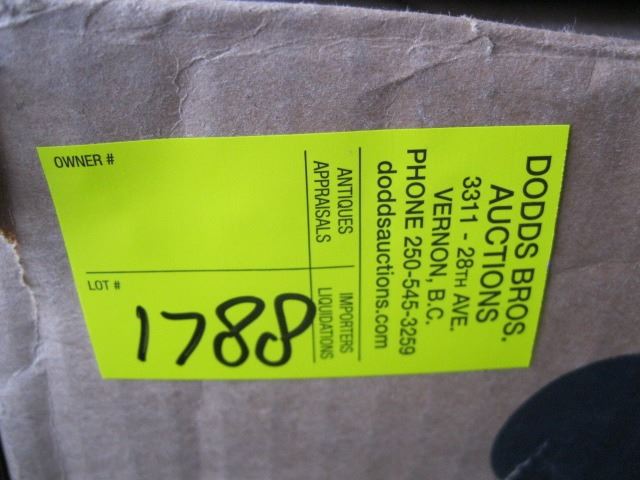 DODDS BROS.
AUCTIONS
3311 - 28TH AVE.
VERNON, B.C.
PHONE 250-545-3259
doddsauctions.com
ANTIQUES
APPRAISALS
IMPORTERS
LIQUIDATIONS
OWNER #
LOT #
1788